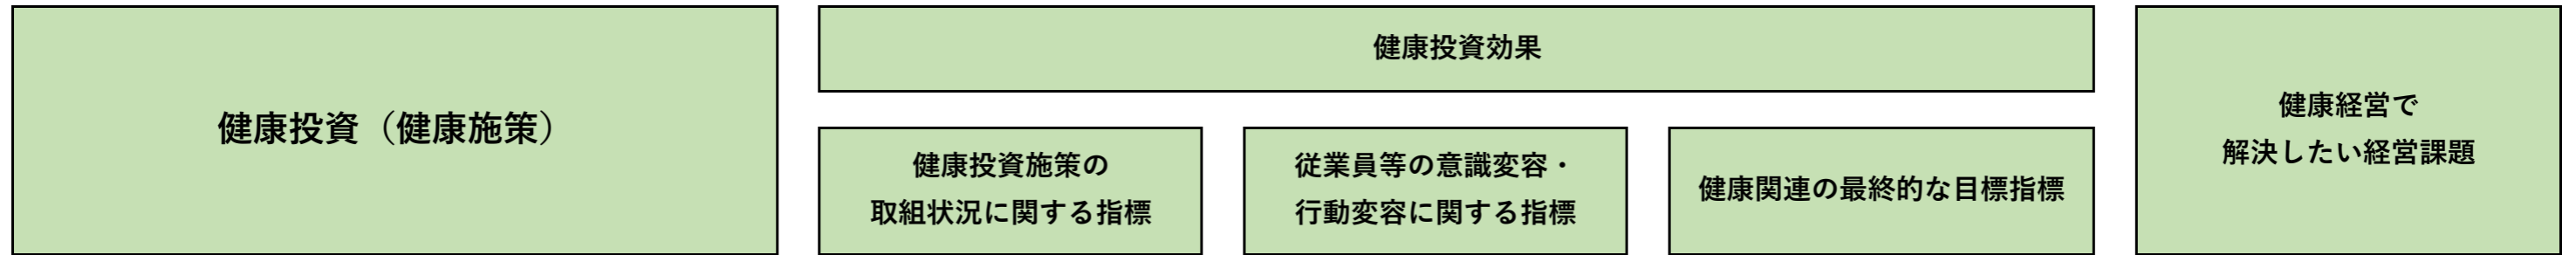 健康投資（健康施策）
健康投資効果
健康投資施策の
取組状況に関する指標
従業員等の意識変容・
行動変容に関する指標
健康関連の最終的な目標指標
健康経営で
解決したい経営課題